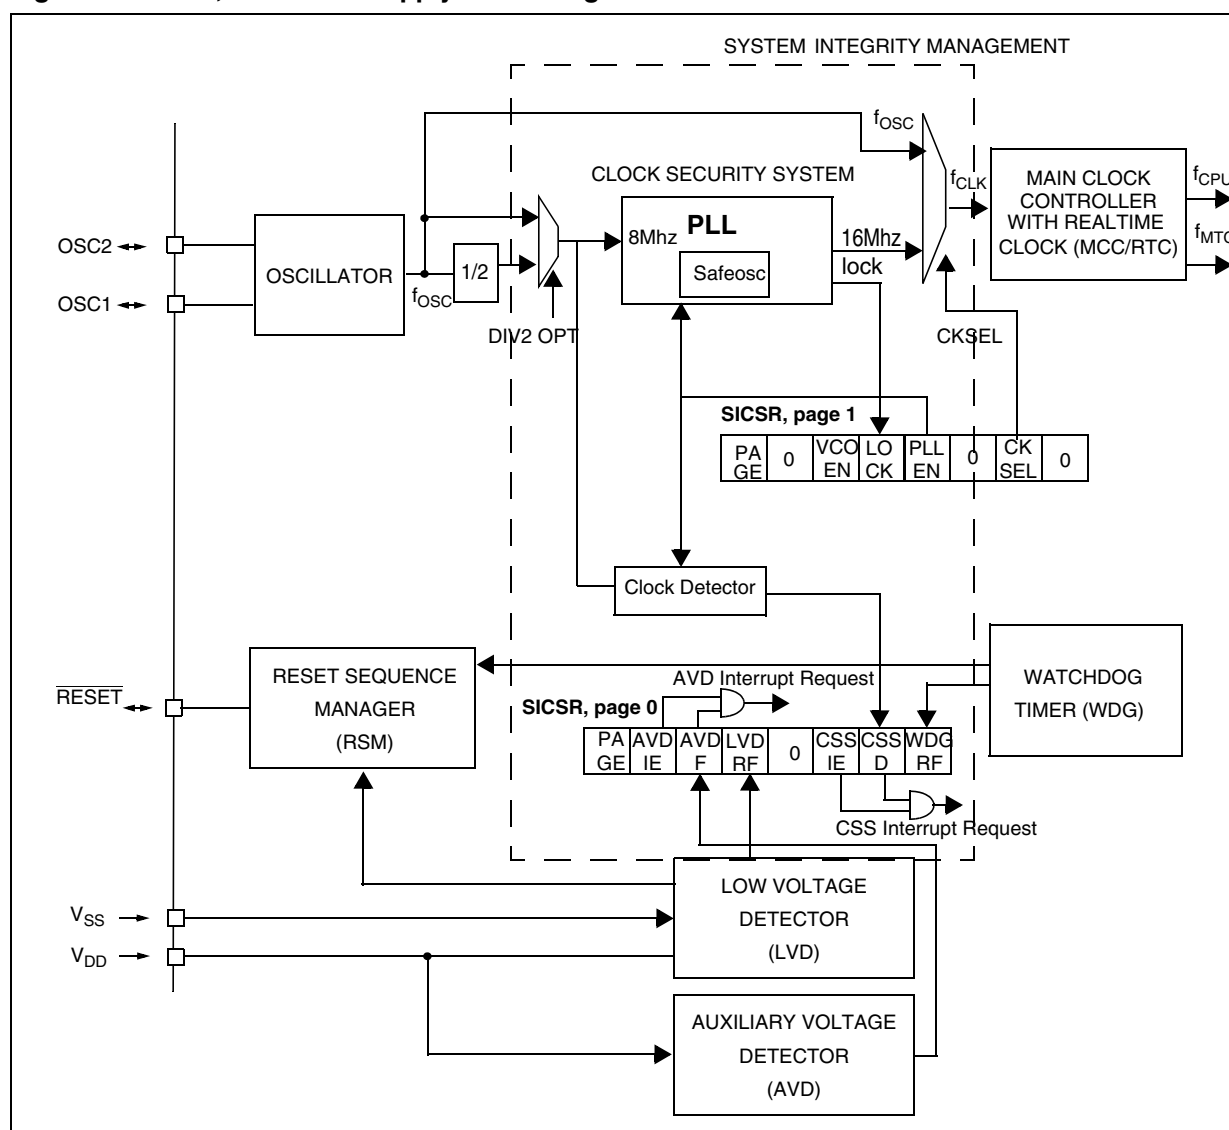 SYSTEM INTEGRITY MANAGEMENT
fOSC
CLOCK SECURITY SYSTEM
fCLK
MAIN CLOCK
CONTROLLER
WITH REALTIME
CLOCK (MCC/RTC)
fCPU
fMTC
OSC2
OSC1
OSCILLATOR
fOSC
1/2
DIV2 OPT
8Mhz
PLL
Safeosc
16Mhz
lock
CKSEL
SICSR, page 1
PA GE
0
VCO EN
LO CK
PLL EN
0
CK SEL
0
Clock Detector
RESET
RESET SEQUENCE
MANAGER
(RSM)
AVD Interrupt Request
WATCHDOG
TIMER (WDG)
SICSR, page 0
PA GE
AVD IE
AVD F
LVD RF
0
CSS IE
CSS D
WDG RF
CSS Interrupt Request
VSS
VDD
LOW VOLTAGE
DETECTOR
(LVD)
AUXILIARY VOLTAGE
DETECTOR
(AVD)